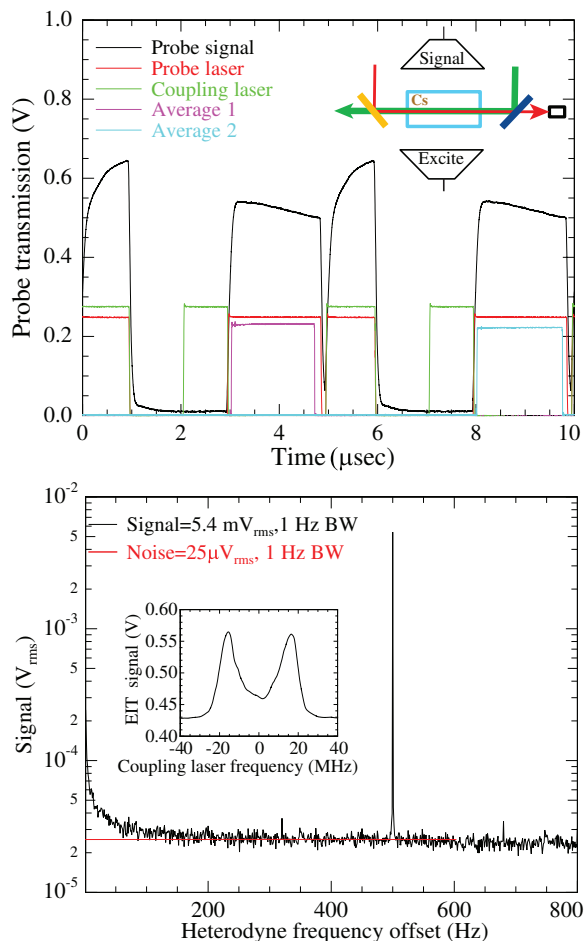 1.0
0.8
0.6
0.4
0.2
0.0
Probe transmission (V)
Probe signal
Probe laser
Coupling laser
Average 1
Average 2
Signal
Cs
Excite
0 2 4 6 8 10
Time (μsec)
10⁻²
5
2
10⁻³
5
2
10⁻⁴
5
2
10⁻⁵
Signal (Vrms)
Signal=5.4 mVrms,1 Hz BW
Noise=25μVrms, 1 Hz BW
0.60
0.55
0.50
0.45
0.40
EIT signal (V)
-40 -20 0 20 40
Coupling laser frequency (MHz)
200 400 600 800
Heterodyne frequency offset (Hz)